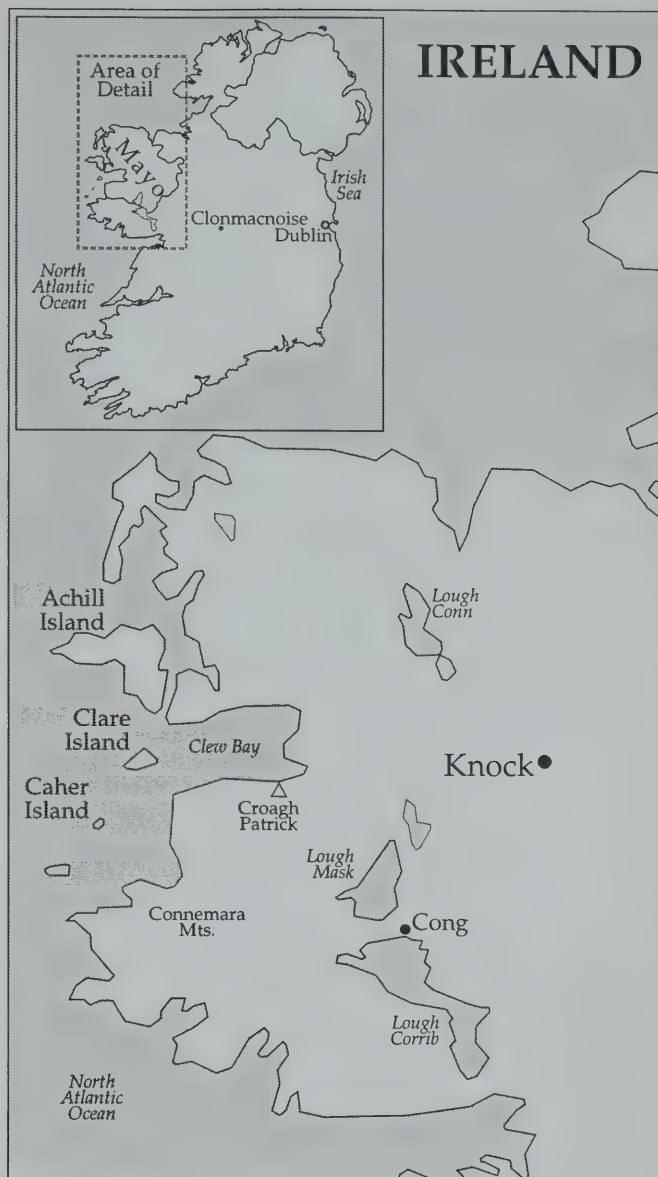 IRELAND
Area of
Detail
Mayo
Irish
Sea
Clonmacnoise
Dublin
North
Atlantic
Ocean
Achill
Island
Lough
Conn
Clare
Island
Clew Bay
Knock
Caher
Island
Croagh
Patrick
Lough
Mask
Connemara
Mts.
Cong
Lough
Corrib
North
Atlantic
Ocean